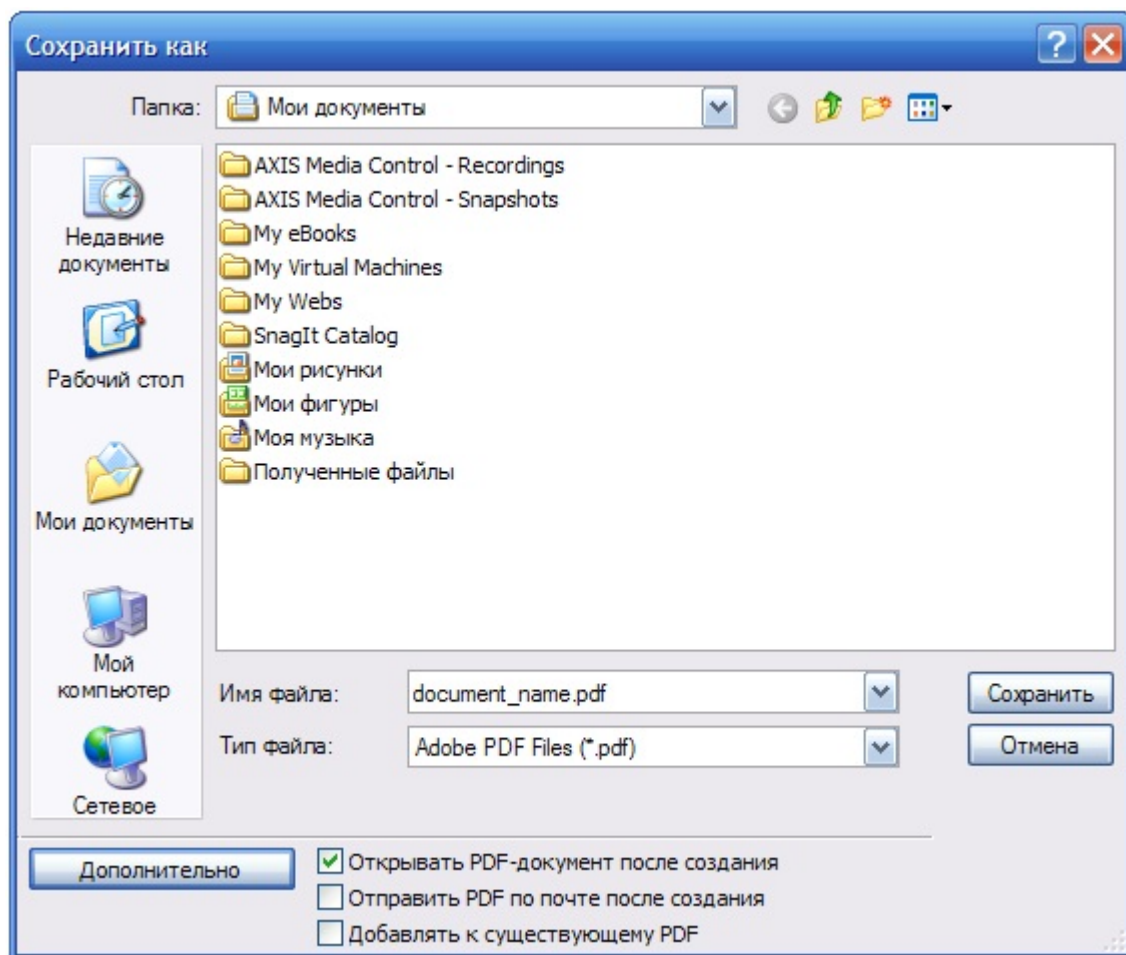 Сохранить как
Папка:
Мои документы
Недавние
документы
Рабочий стол
Мои документы
Мой
компьютер
Сетевое
AXIS Media Control - Recordings
AXIS Media Control - Snapshots
My eBooks
My Virtual Machines
My Webs
SnagIt Catalog
Мои рисунки
Мои фигуры
Моя музыка
Полученные файлы
Имя файла:
document_name.pdf
Сохранить
Тип файла:
Adobe PDF Files (*.pdf)
Отмена
Дополнительно
Открывать PDF-документ после создания
Отправить PDF по почте после создания
Добавлять к существующему PDF